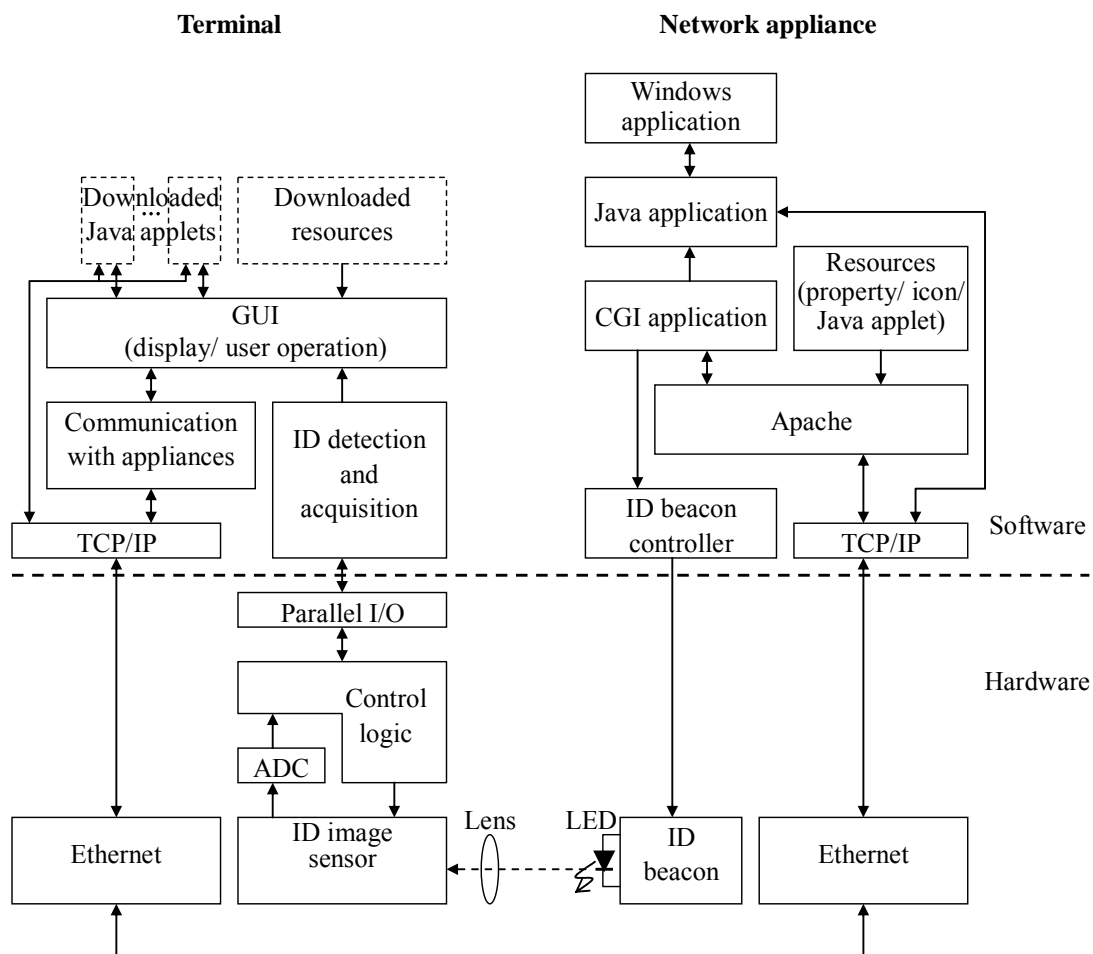 Terminal
Network appliance
Windows
application
Downloaded
...
Java applets
Downloaded
resources
Java application
Resources
(property/ icon/
Java applet)
GUI
(display/ user operation)
CGI application
Communication
with appliances
ID detection
and
acquisition
Apache
TCP/IP
ID beacon
controller
TCP/IP
Software
Parallel I/O
Hardware
Control
logic
ADC
Ethernet
ID image
sensor
Lens
LED
ID
beacon
Ethernet